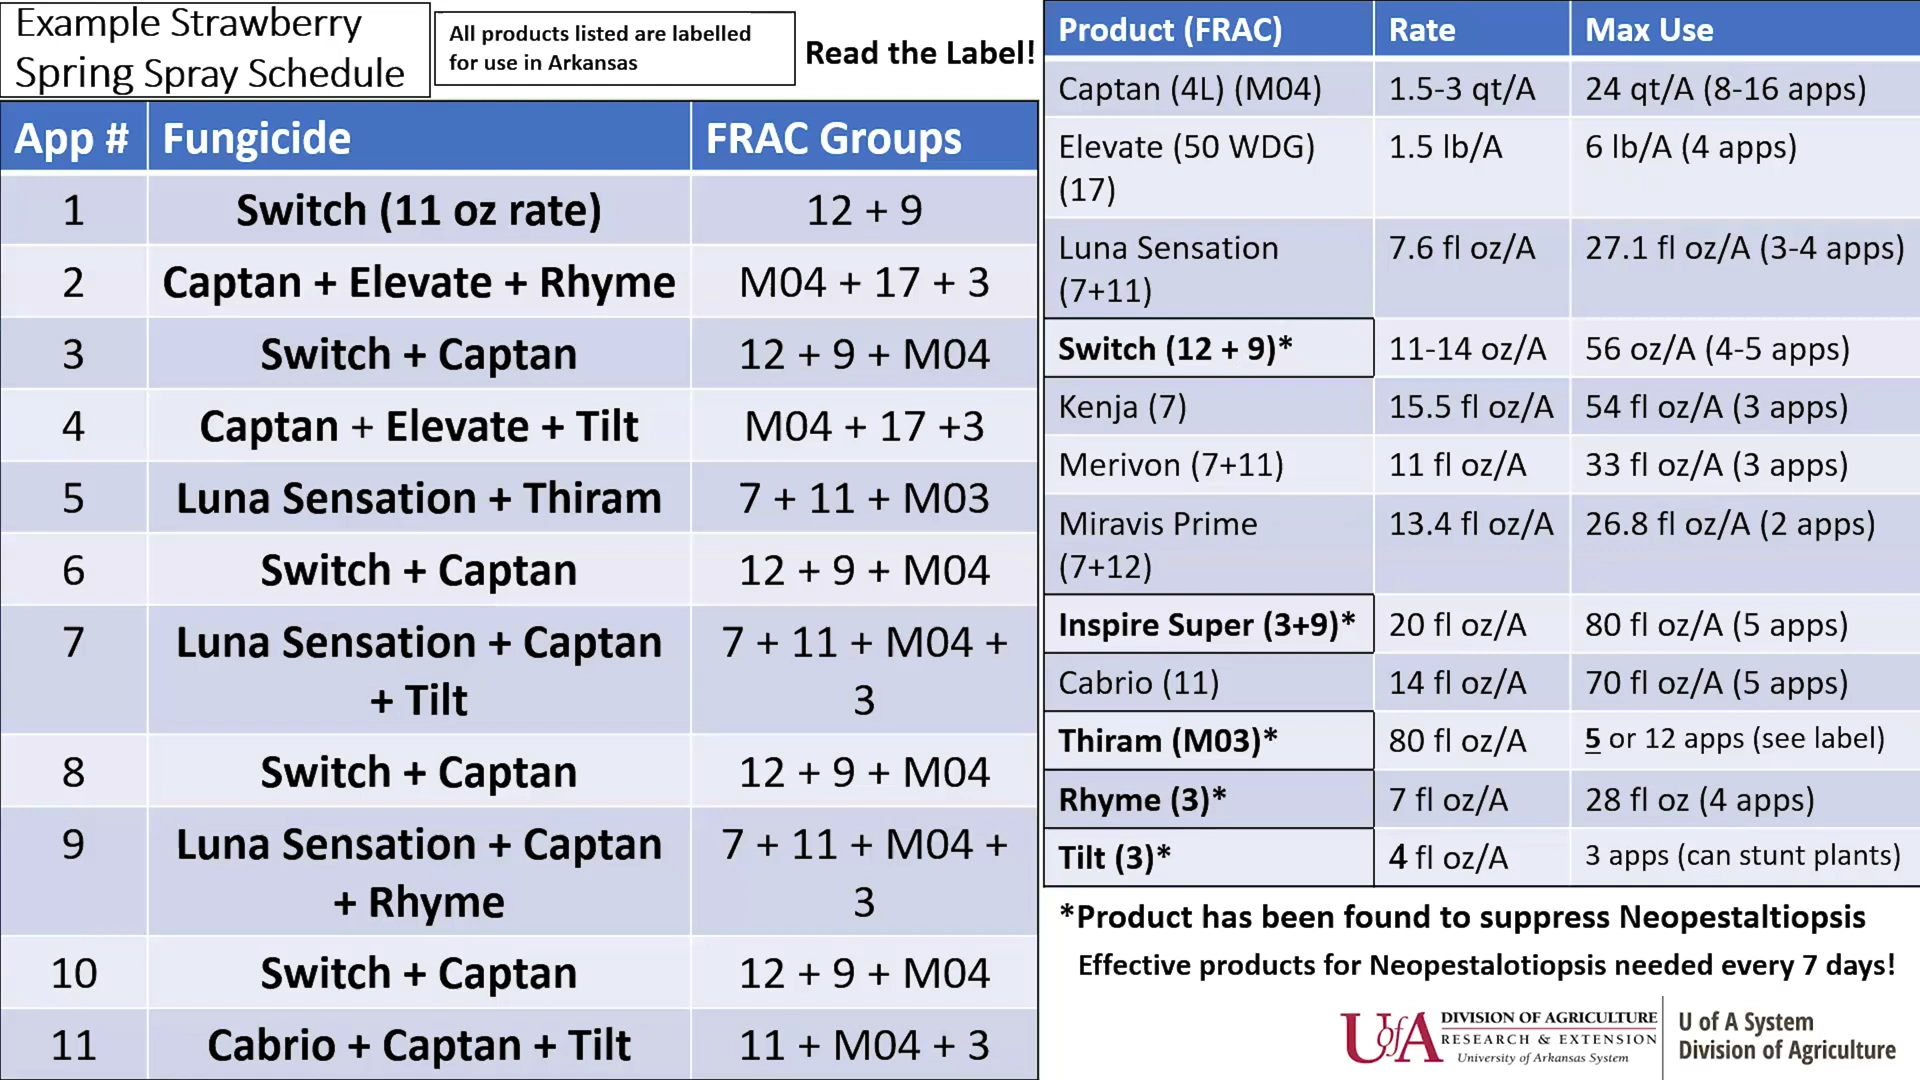 Example Strawberry
Spring Spray Schedule
All products listed are labelled
for use in Arkansas
Read the Label!
App # Fungicide FRAC Groups
1 Switch (11 oz rate) 12 + 9
2 Captan + Elevate + Rhyme M04 + 17 + 3
3 Switch + Captan 12 + 9 + M04
4 Captan + Elevate + Tilt M04 + 17 +3
5 Luna Sensation + Thiram 7 + 11 + M03
6 Switch + Captan 12 + 9 + M04
7 Luna Sensation + Captan 7 + 11 + M04 +
+ Tilt 3
8 Switch + Captan 12 + 9 + M04
9 Luna Sensation + Captan 7 + 11 + M04 +
+ Rhyme 3
10 Switch + Captan 12 + 9 + M04
11 Cabrio + Captan + Tilt 11 + M04 + 3
Product (FRAC) Rate Max Use
Captan (4L) (M04) 1.5-3 qt/A 24 qt/A (8-16 apps)
Elevate (50 WDG) 1.5 lb/A 6 lb/A (4 apps)
(17)
Luna Sensation 7.6 fl oz/A 27.1 fl oz/A (3-4 apps)
(7+11)
Switch (12 + 9)* 11-14 oz/A 56 oz/A (4-5 apps)
Kenja (7) 15.5 fl oz/A 54 fl oz/A (3 apps)
Merivon (7+11) 11 fl oz/A 33 fl oz/A (3 apps)
Miravis Prime 13.4 fl oz/A 26.8 fl oz/A (2 apps)
(7+12)
Inspire Super (3+9)* 20 fl oz/A 80 fl oz/A (5 apps)
Cabrio (11) 14 fl oz/A 70 fl oz/A (5 apps)
Thiram (M03)* 80 fl oz/A 5 or 12 apps (see label)
Rhyme (3)* 7 fl oz/A 28 fl oz (4 apps)
Tilt (3)* 4 fl oz/A 3 apps (can stunt plants)
*Product has been found to suppress Neopestaltiopsis
Effective products for Neopestalotiopsis needed every 7 days!
UofA DIVISION OF AGRICULTURE
RESEARCH & EXTENSION
University of Arkansas System
U of A System
Division of Agriculture